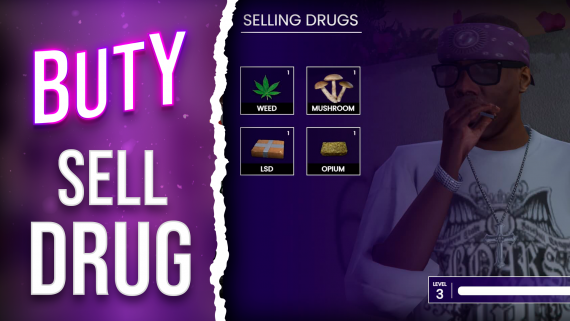 BUTY
SELL
DRUG
SELLING DRUGS
1
WEED
1
MUSHROOM
1
LSD
1
OPIUM
LEVEL
3